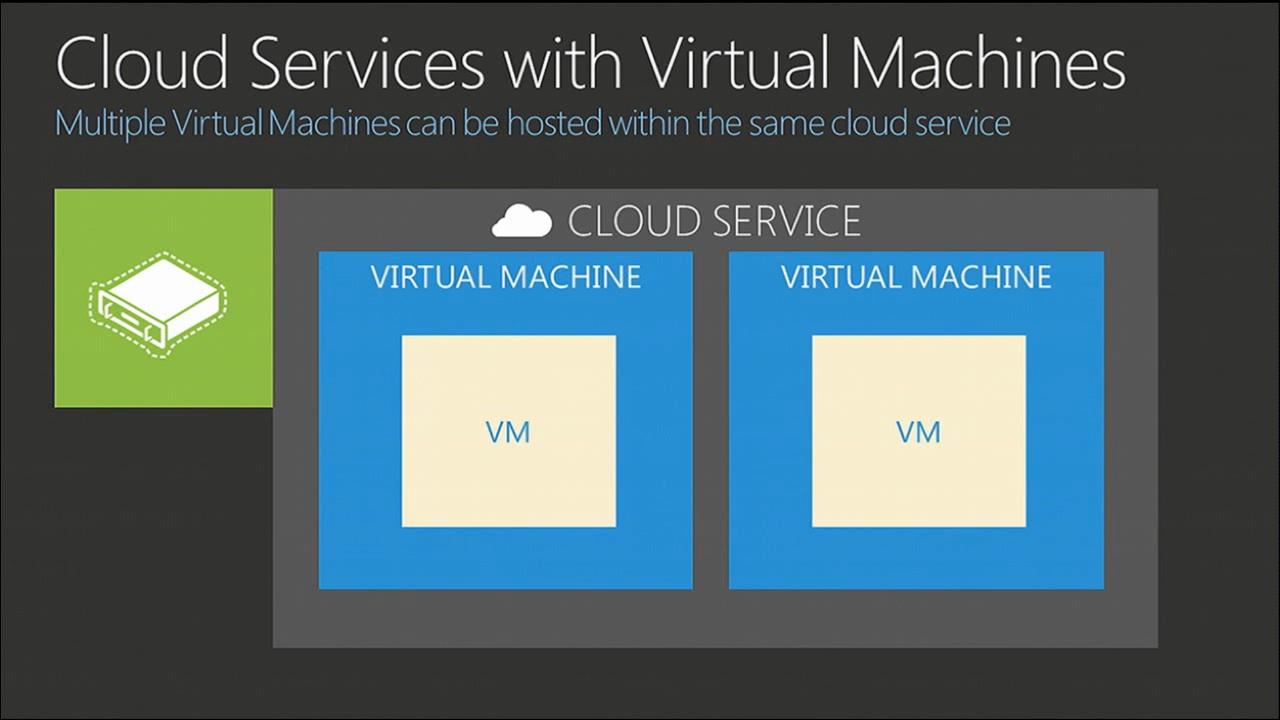 Cloud Services with Virtual Machines
Multiple Virtual Machines can be hosted within the same cloud service
CLOUD SERVICE
VIRTUAL MACHINE
VM
VIRTUAL MACHINE
VM